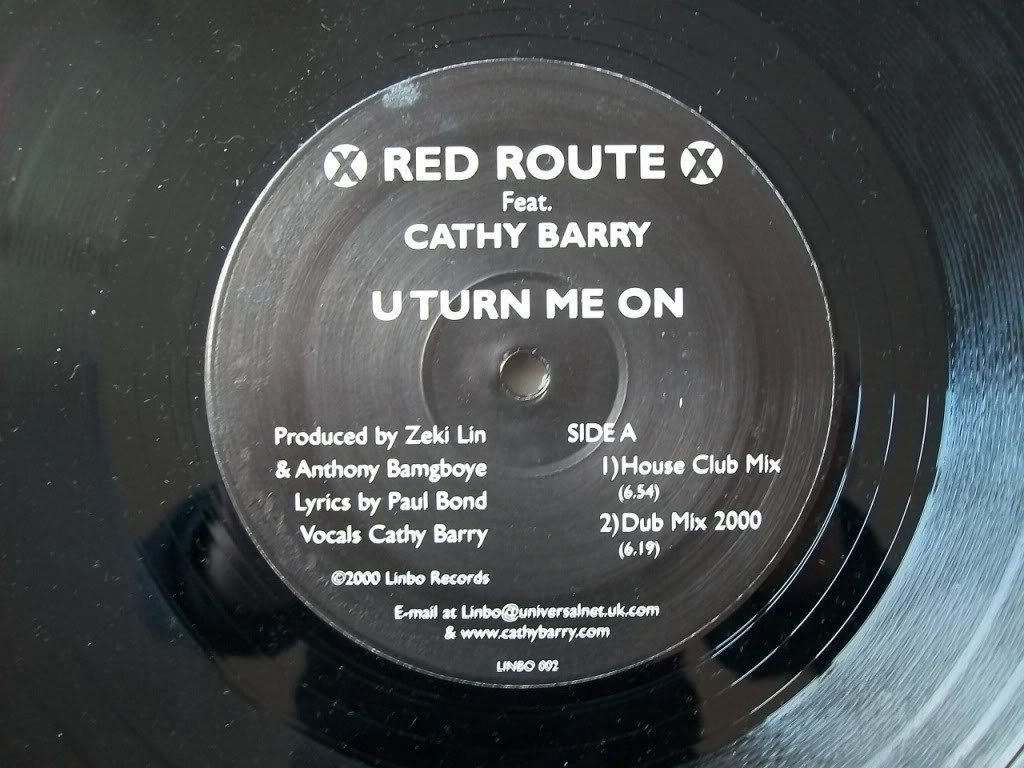 X RED ROUTE X
Feat.
CATHY BARRY
U TURN ME ON
Produced by Zeki Lin
& Anthony Bamgboye
Lyrics by Paul Bond
Vocals Cathy Barry
SIDE A
1) House Club Mix
(6.54)
2) Dub Mix 2000
(6.19)
©2000 Linbo Records
E-mail at Linbo@universalnet.uk.com
& www.cathybarry.com
LINBO 002